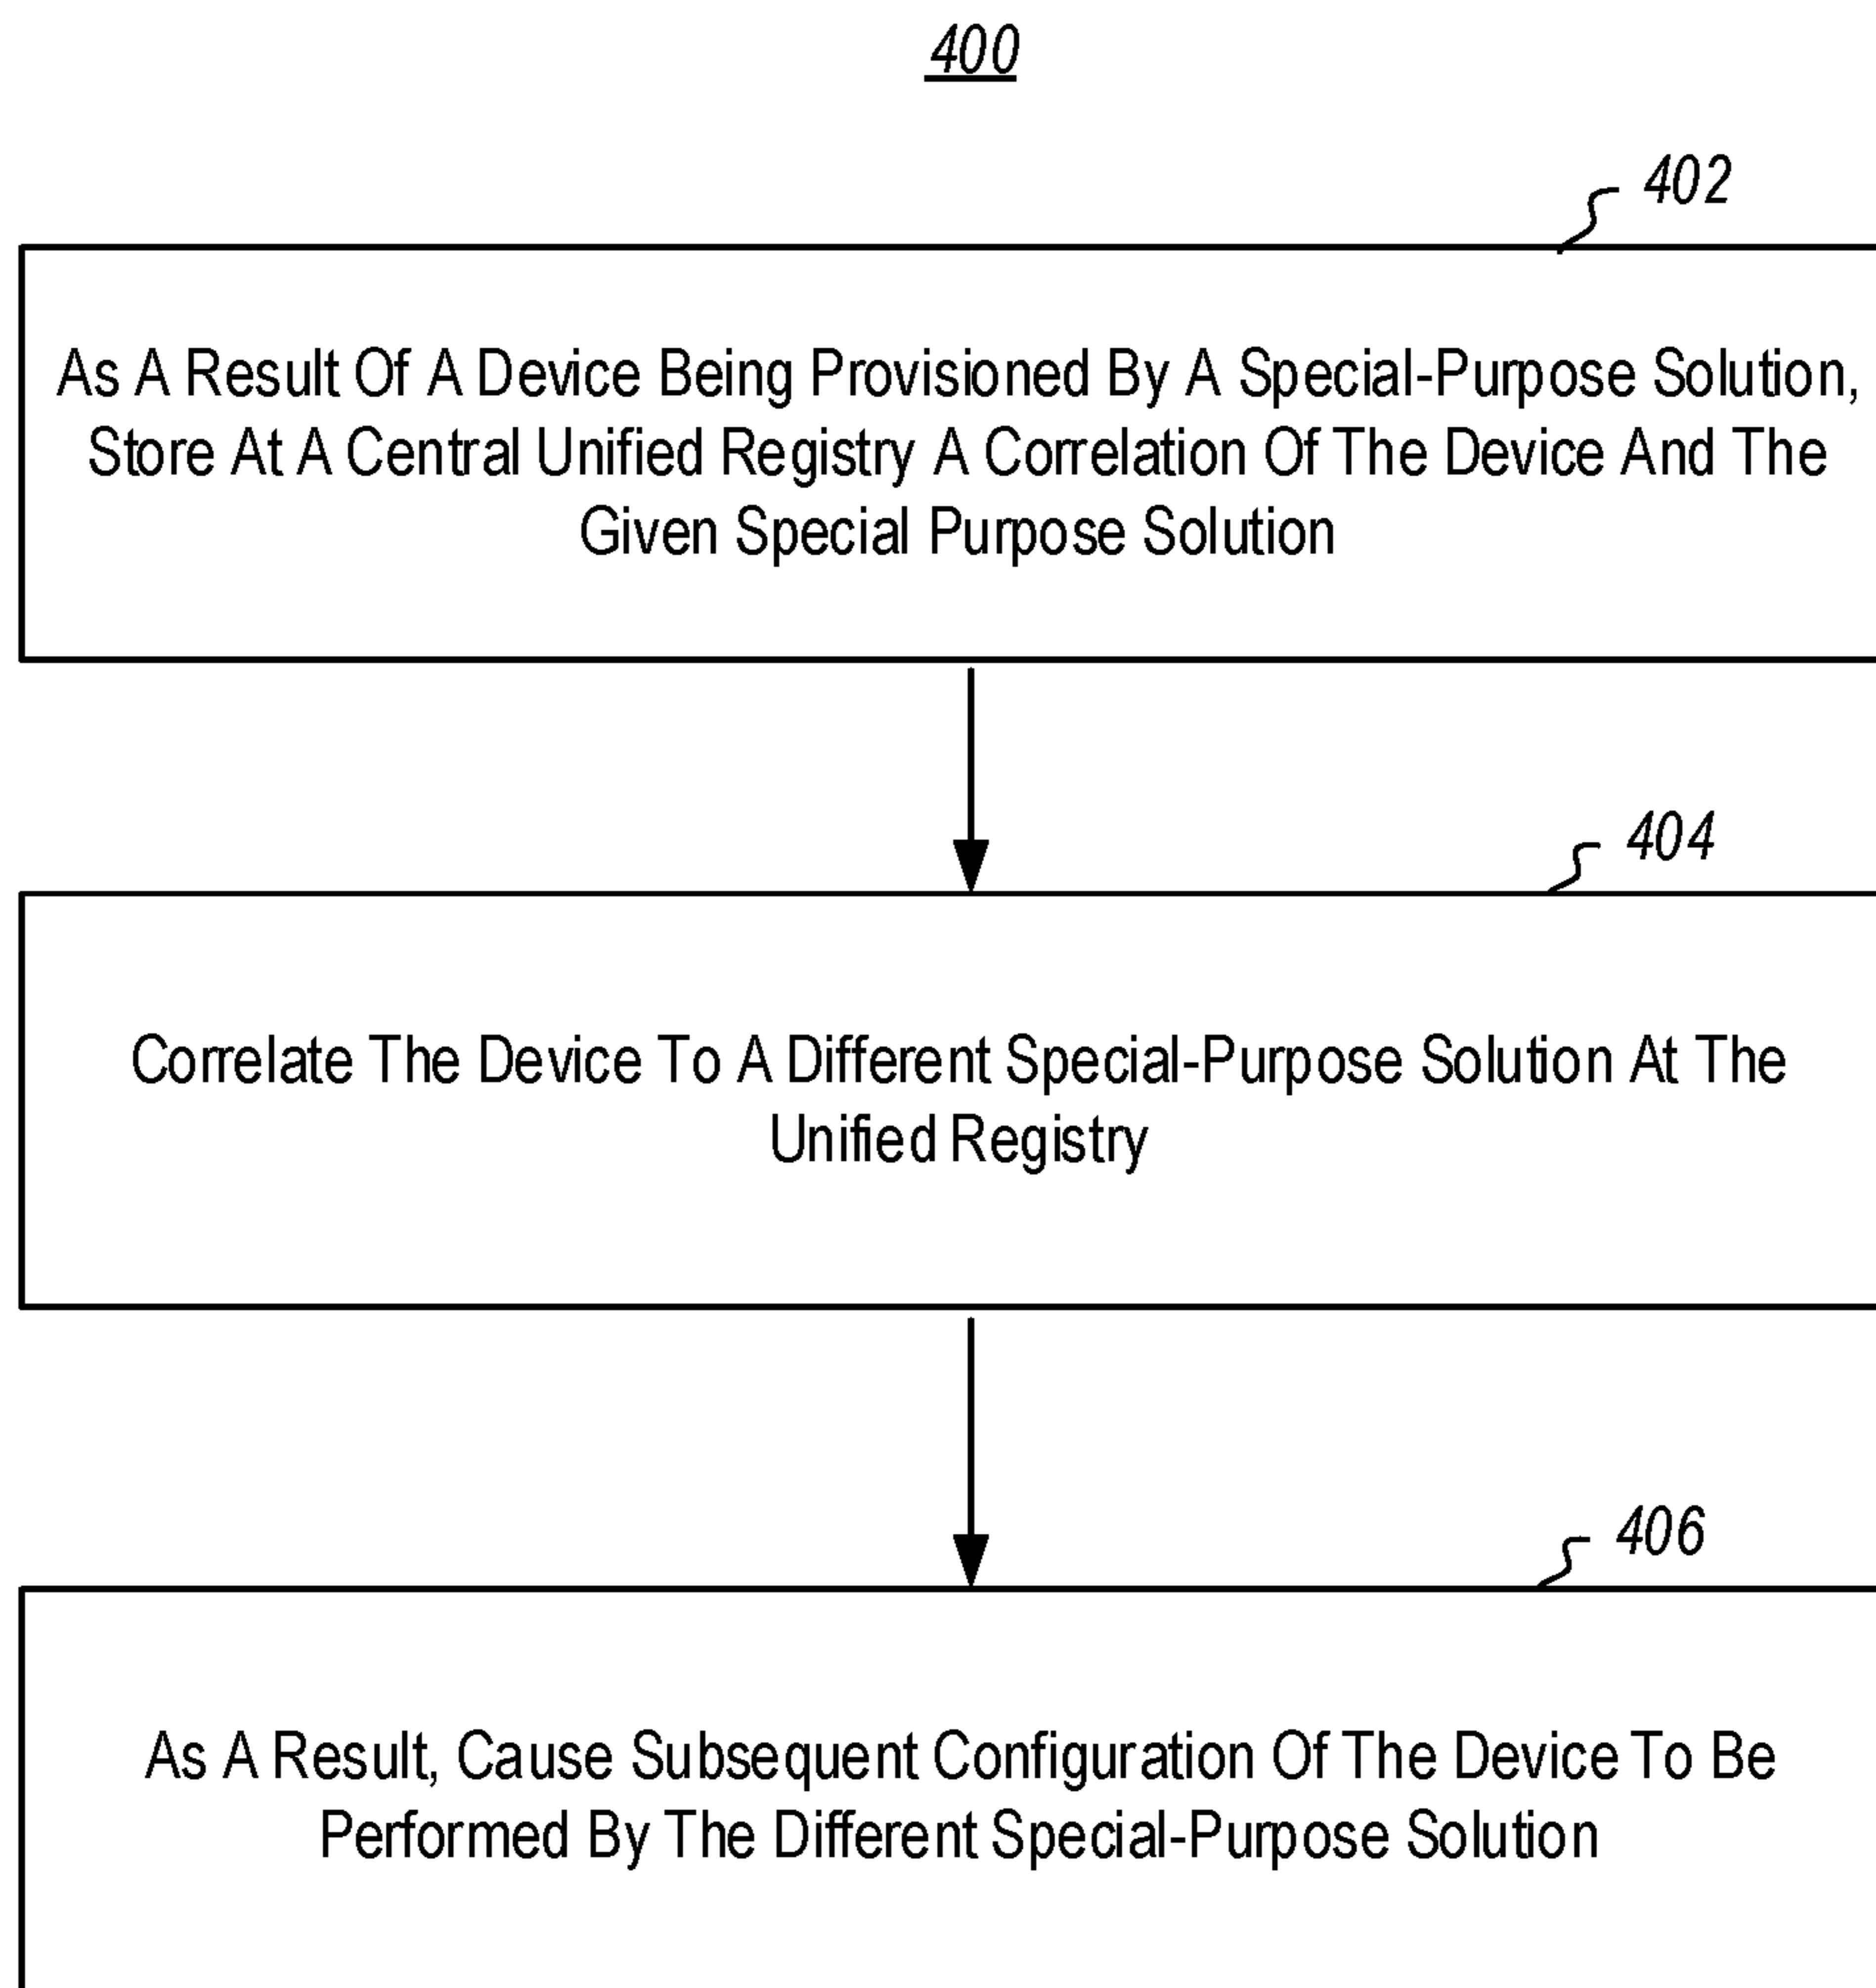 400
402
As A Result Of A Device Being Provisioned By A Special-Purpose Solution,
Store At A Central Unified Registry A Correlation Of The Device And The
Given Special Purpose Solution
404
Correlate The Device To A Different Special-Purpose Solution At The
Unified Registry
406
As A Result, Cause Subsequent Configuration Of The Device To Be
Performed By The Different Special-Purpose Solution